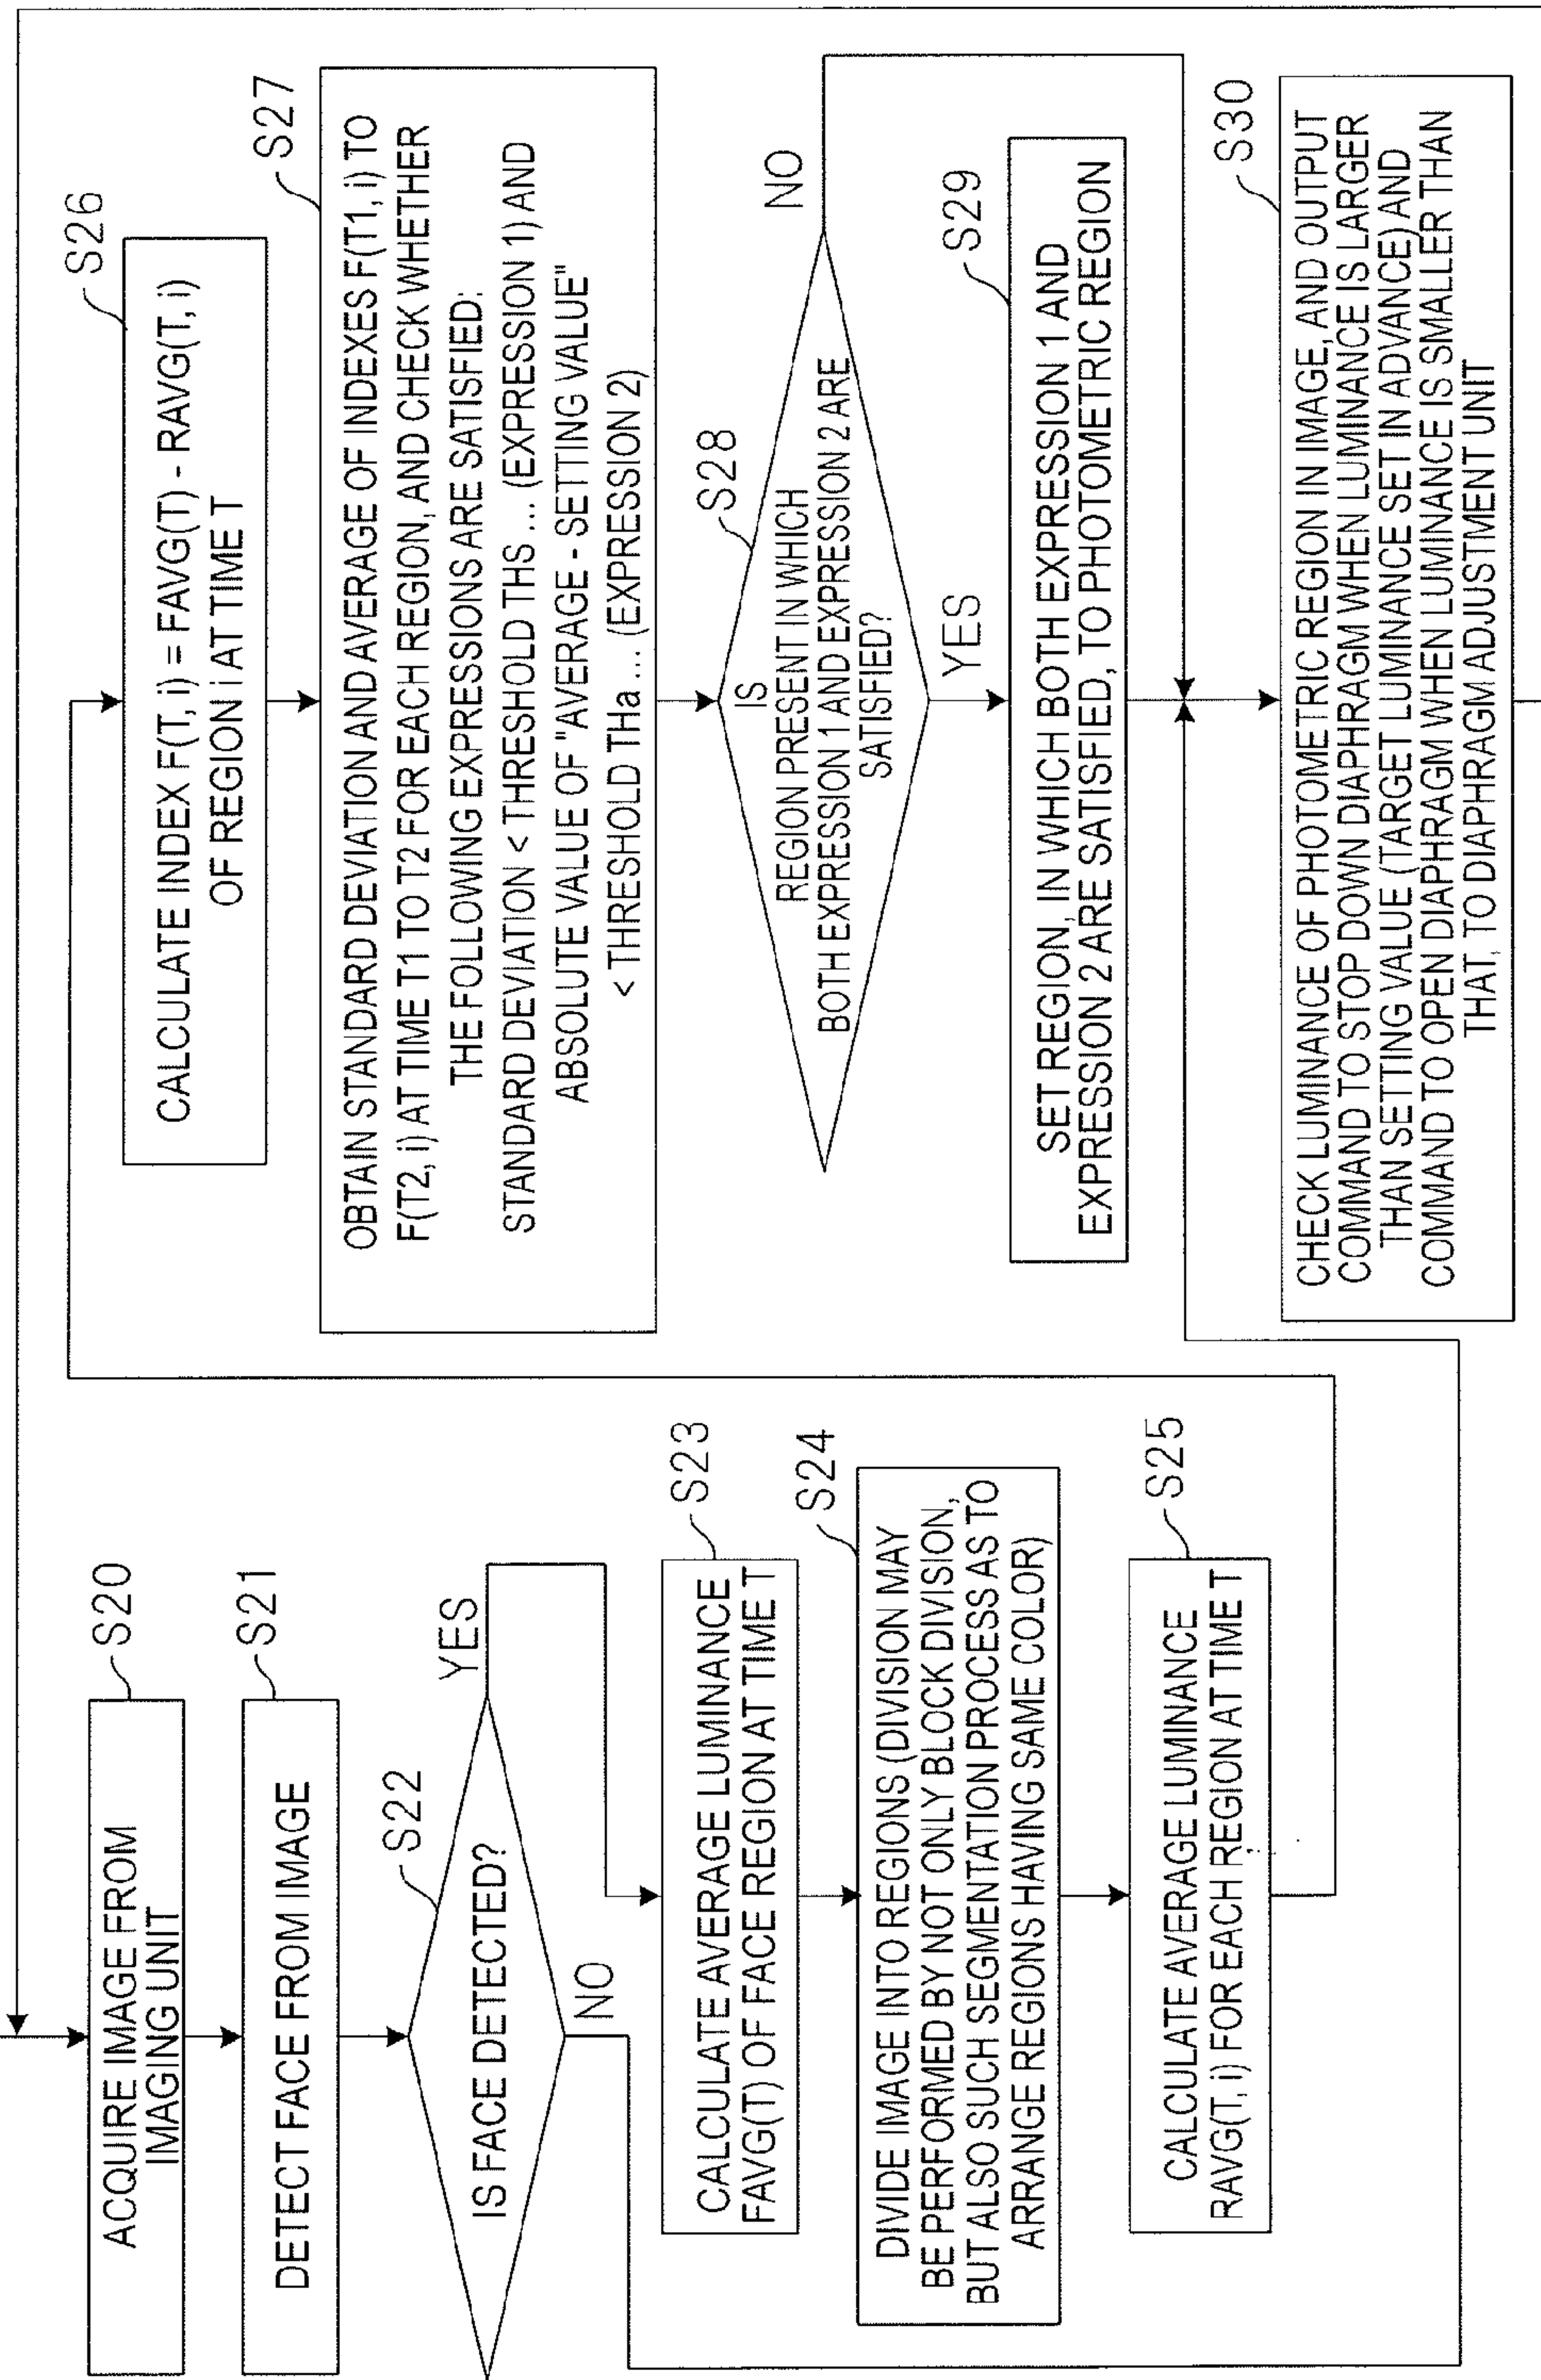 S20
ACQUIRE IMAGE FROM
IMAGING UNIT
S21
DETECT FACE FROM IMAGE
S22
IS FACE DETECTED?
YES
NO
S23
CALCULATE AVERAGE LUMINANCE
FAVG(T) OF FACE REGION AT TIME T
S24
DIVIDE IMAGE INTO REGIONS (DIVISION MAY
BE PERFORMED BY NOT ONLY BLOCK DIVISION,
BUT ALSO SUCH SEGMENTATION PROCESS AS TO
ARRANGE REGIONS HAVING SAME COLOR)
S25
CALCULATE AVERAGE LUMINANCE
RAVG(T, i) FOR EACH REGION AT TIME T
S26
CALCULATE INDEX F(T, i) = FAVG(T) - RAVG(T, i)
OF REGION i AT TIME T
S27
OBTAIN STANDARD DEVIATION AND AVERAGE OF INDEXES F(T1, i) TO
F(T2, i) AT TIME T1 TO T2 FOR EACH REGION, AND CHECK WHETHER
THE FOLLOWING EXPRESSIONS ARE SATISFIED:
STANDARD DEVIATION < THRESHOLD THS ... (EXPRESSION 1) AND
ABSOLUTE VALUE OF "AVERAGE - SETTING VALUE"
< THRESHOLD THa ... (EXPRESSION 2)
S28
IS
REGION PRESENT IN WHICH
BOTH EXPRESSION 1 AND EXPRESSION 2 ARE
SATISFIED?
NO
YES
S29
SET REGION, IN WHICH BOTH EXPRESSION 1 AND
EXPRESSION 2 ARE SATISFIED, TO PHOTOMETRIC REGION
S30
CHECK LUMINANCE OF PHOTOMETRIC REGION IN IMAGE, AND OUTPUT
COMMAND TO STOP DOWN DIAPHRAGM WHEN LUMINANCE IS LARGER
THAN SETTING VALUE (TARGET LUMINANCE SET IN ADVANCE) AND
COMMAND TO OPEN DIAPHRAGM WHEN LUMINANCE IS SMALLER THAN
THAT, TO DIAPHRAGM ADJUSTMENT UNIT